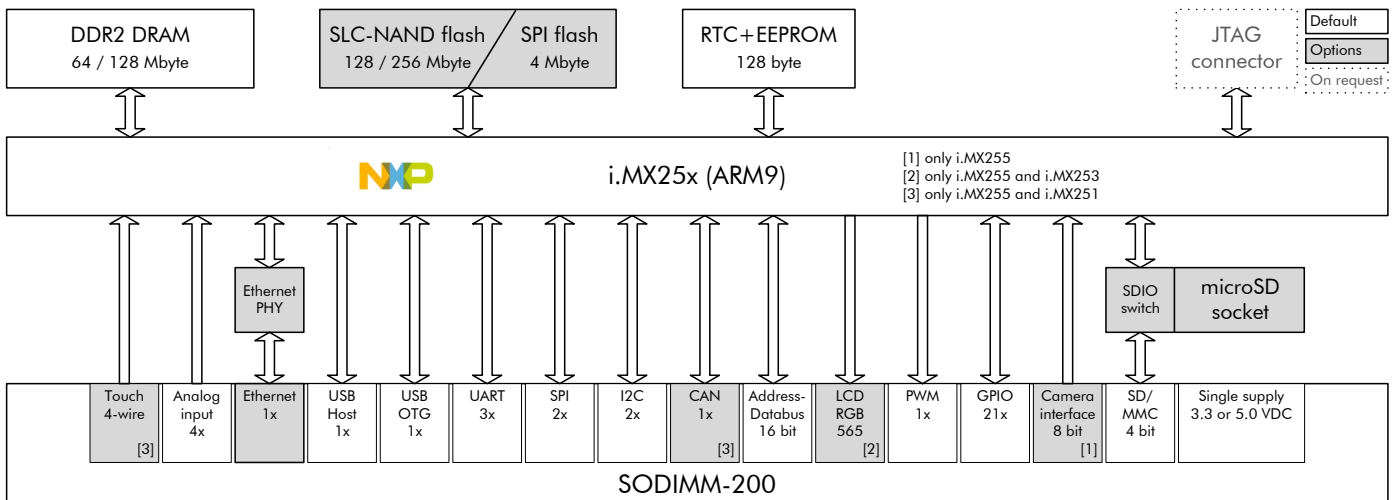 DDR2 DRAM
64 / 128 Mbyte
SLC-NAND flash
128 / 256 Mbyte
SPI flash
4 Mbyte
RTC+EEPROM
128 byte
JTAG
connector
Default
Options
On request
NXP
i.MX25x (ARM9)
[1] only i.MX255
[2] only i.MX255 and i.MX253
[3] only i.MX255 and i.MX251
Ethernet
PHY
SDIO
switch
microSD
socket
Touch
4-wire
[3]
Analog
input
4x
Ethernet
1x
USB
Host
1x
USB
OTG
1x
UART
3x
SPI
2x
I2C
2x
CAN
1x
[3]
Address-
Databus
16 bit
LCD
RGB
565
[2]
PWM
1x
GPIO
21x
Camera
interface
8 bit
[1]
SD/
MMC
4 bit
Single supply
3.3 or 5.0 VDC
SODIMM-200